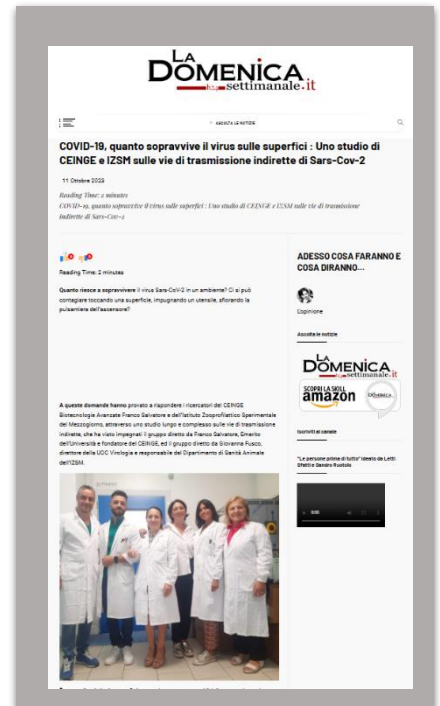 LA
DOMENICA
settimanale.it
ASCOLTA LE NOTIZIE
COVID-19, quanto sopravvive il virus sulle superfici : Uno studio di
CEINGE e IZSM sulle vie di trasmissione indirette di Sars-Cov-2
11 Ottobre 2023
Reading Time: 2 minutes
COVID-19, quanto sopravvive il virus sulle superfici : Uno studio di CEINGE e IZSM sulle vie di trasmissione
indirette di Sars-Cov-2
Reading Time: 2 minutes
Quanto riesce a sopravvivere il virus Sars-CoV-2 in un ambiente? Ci si può
contagiare toccando una superficie, impugnando un utensile, sfiorando la
pulsantiera dell'ascensore?
A queste domande hanno provato a rispondere i ricercatori del CEINGE
Biotecnologie Avanzate Franco Salvatore e dell'Istituto Zooprofilattico Sperimentale
del Mezzogiorno, attraverso uno studio lungo e complesso sulle vie di trasmissione
indirette, che ha visto impegnati il gruppo diretto da Franco Salvatore, Emerito
dell'Università e fondatore del CEINGE, ed il gruppo diretto da Giovanna Fusco,
direttore della UOC Virologia e responsabile del Dipartimento di Sanità Animale
dell'IZSM.
ADESSO COSA FARANNO E
COSA DIRANNO...
L'opinione
Ascolta le notizie
LA
DOMENICA
settimanale.it
SCOPRI LA SKILL
amazon
DOMENICA
Iscriviti al canale
"Le persone prima di tutto" ideato da Letti
Sfatti e Sandro Ruotolo
0:00